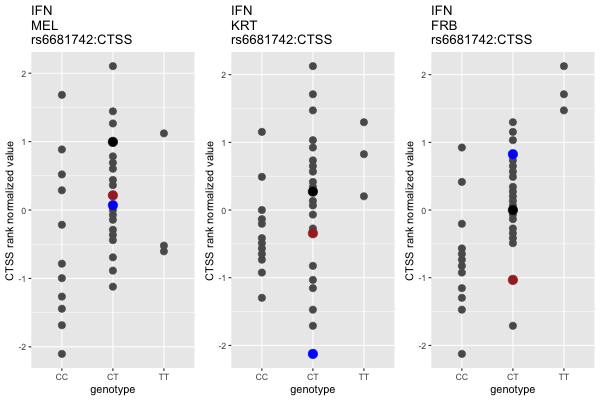 IFN
MEL
rs6681742:CTSS
CTSS rank normalized value
2
1
0
-1
-2
CC
CT
TT
genotype
IFN
KRT
rs6681742:CTSS
CTSS rank normalized value
2
1
0
-1
-2
CC
CT
TT
genotype
IFN
FRB
rs6681742:CTSS
CTSS rank normalized value
2
1
0
-1
-2
CC
CT
TT
genotype